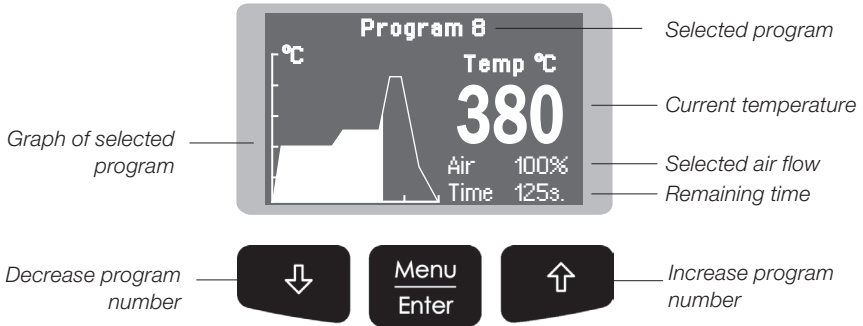 Program 8
Selected program
°C
Temp °C
380
Current temperature
Graph of selected
program
Air 100%
Selected air flow
Time 125s.
Remaining time
Decrease program
number
Menu
Enter
Increase program
number